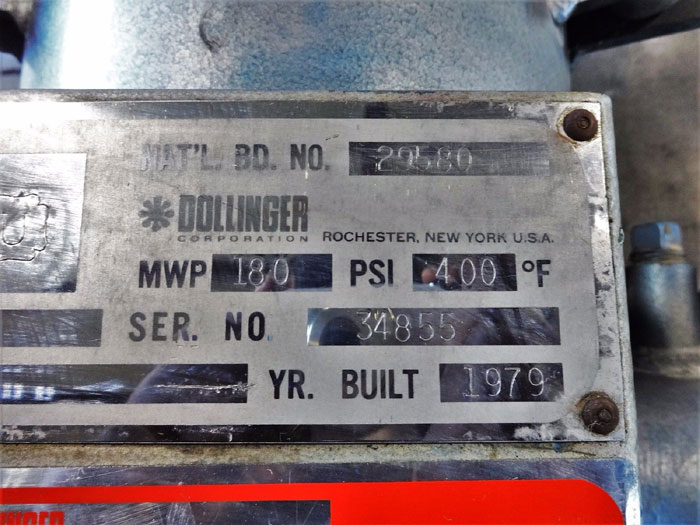 NAT'L. BD. NO. 29580
DOLLINGER
CORPORATION ROCHESTER, NEW YORK U.S.A.
MWP 180 PSI 400 °F
SER. NO. 34855
YR. BUILT 1979